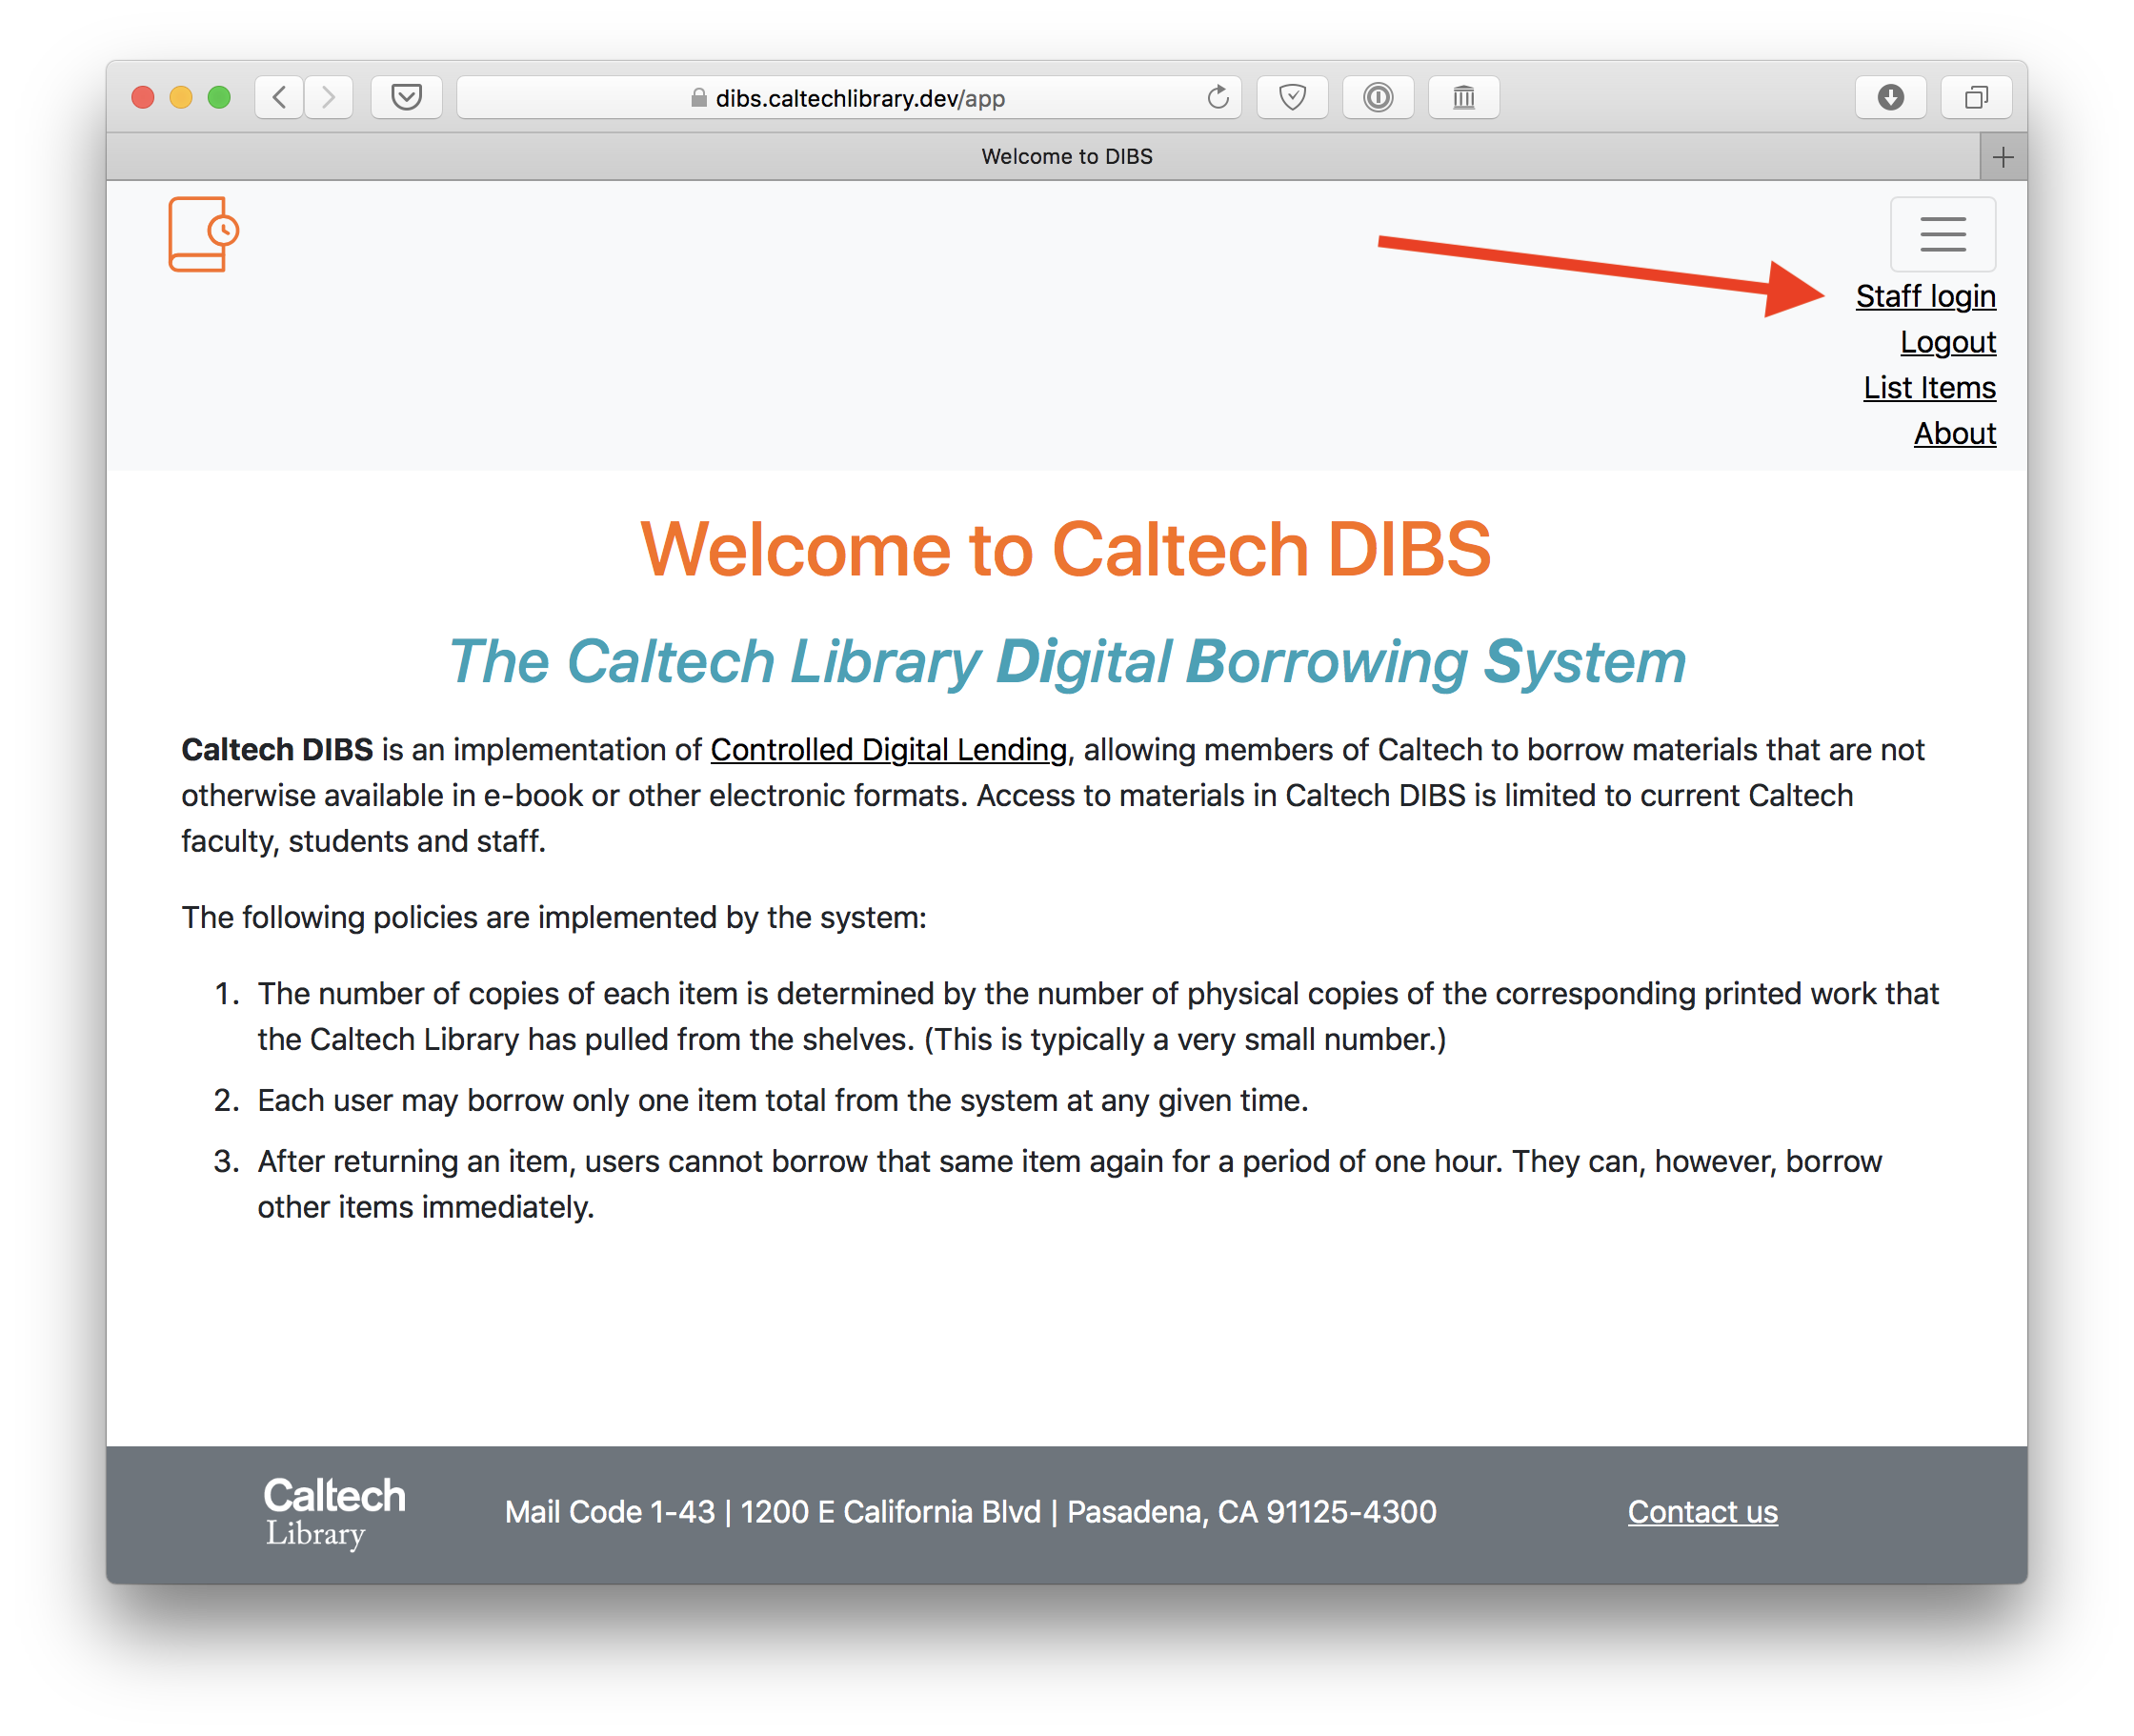 dibs.caltechlibrary.dev/app
Welcome to DIBS
Staff login
Logout
List Items
About
Welcome to Caltech DIBS
The Caltech Library Digital Borrowing System
Caltech DIBS is an implementation of Controlled Digital Lending, allowing members of Caltech to borrow materials that are not
otherwise available in e-book or other electronic formats. Access to materials in Caltech DIBS is limited to current Caltech
faculty, students and staff.
The following policies are implemented by the system:
1. The number of copies of each item is determined by the number of physical copies of the corresponding printed work that
the Caltech Library has pulled from the shelves. (This is typically a very small number.)
2. Each user may borrow only one item total from the system at any given time.
3. After returning an item, users cannot borrow that same item again for a period of one hour. They can, however, borrow
other items immediately.
Caltech
Library
Mail Code 1-43 | 1200 E California Blvd | Pasadena, CA 91125-4300
Contact us